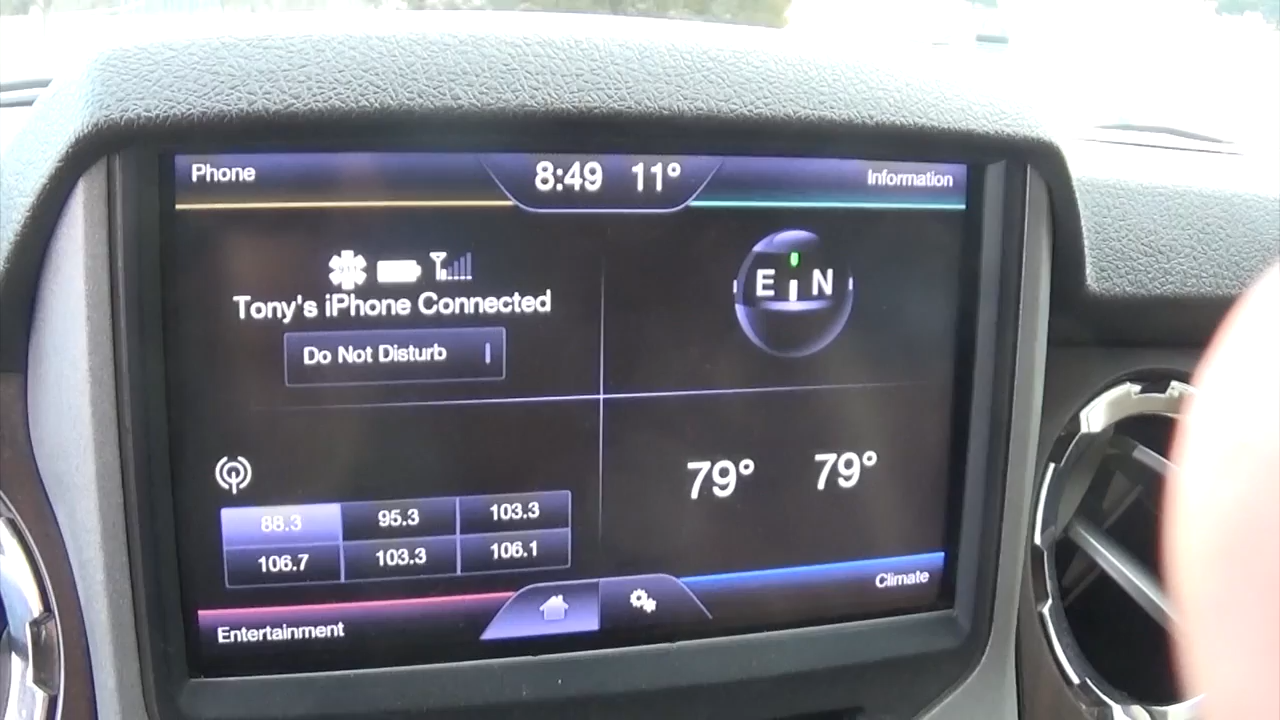 Phone
8:49 11°
Information
Tony's iPhone Connected
Do Not Disturb
E N
88.3 95.3 103.3
106.7 103.3 106.1
79° 79°
Entertainment
Climate